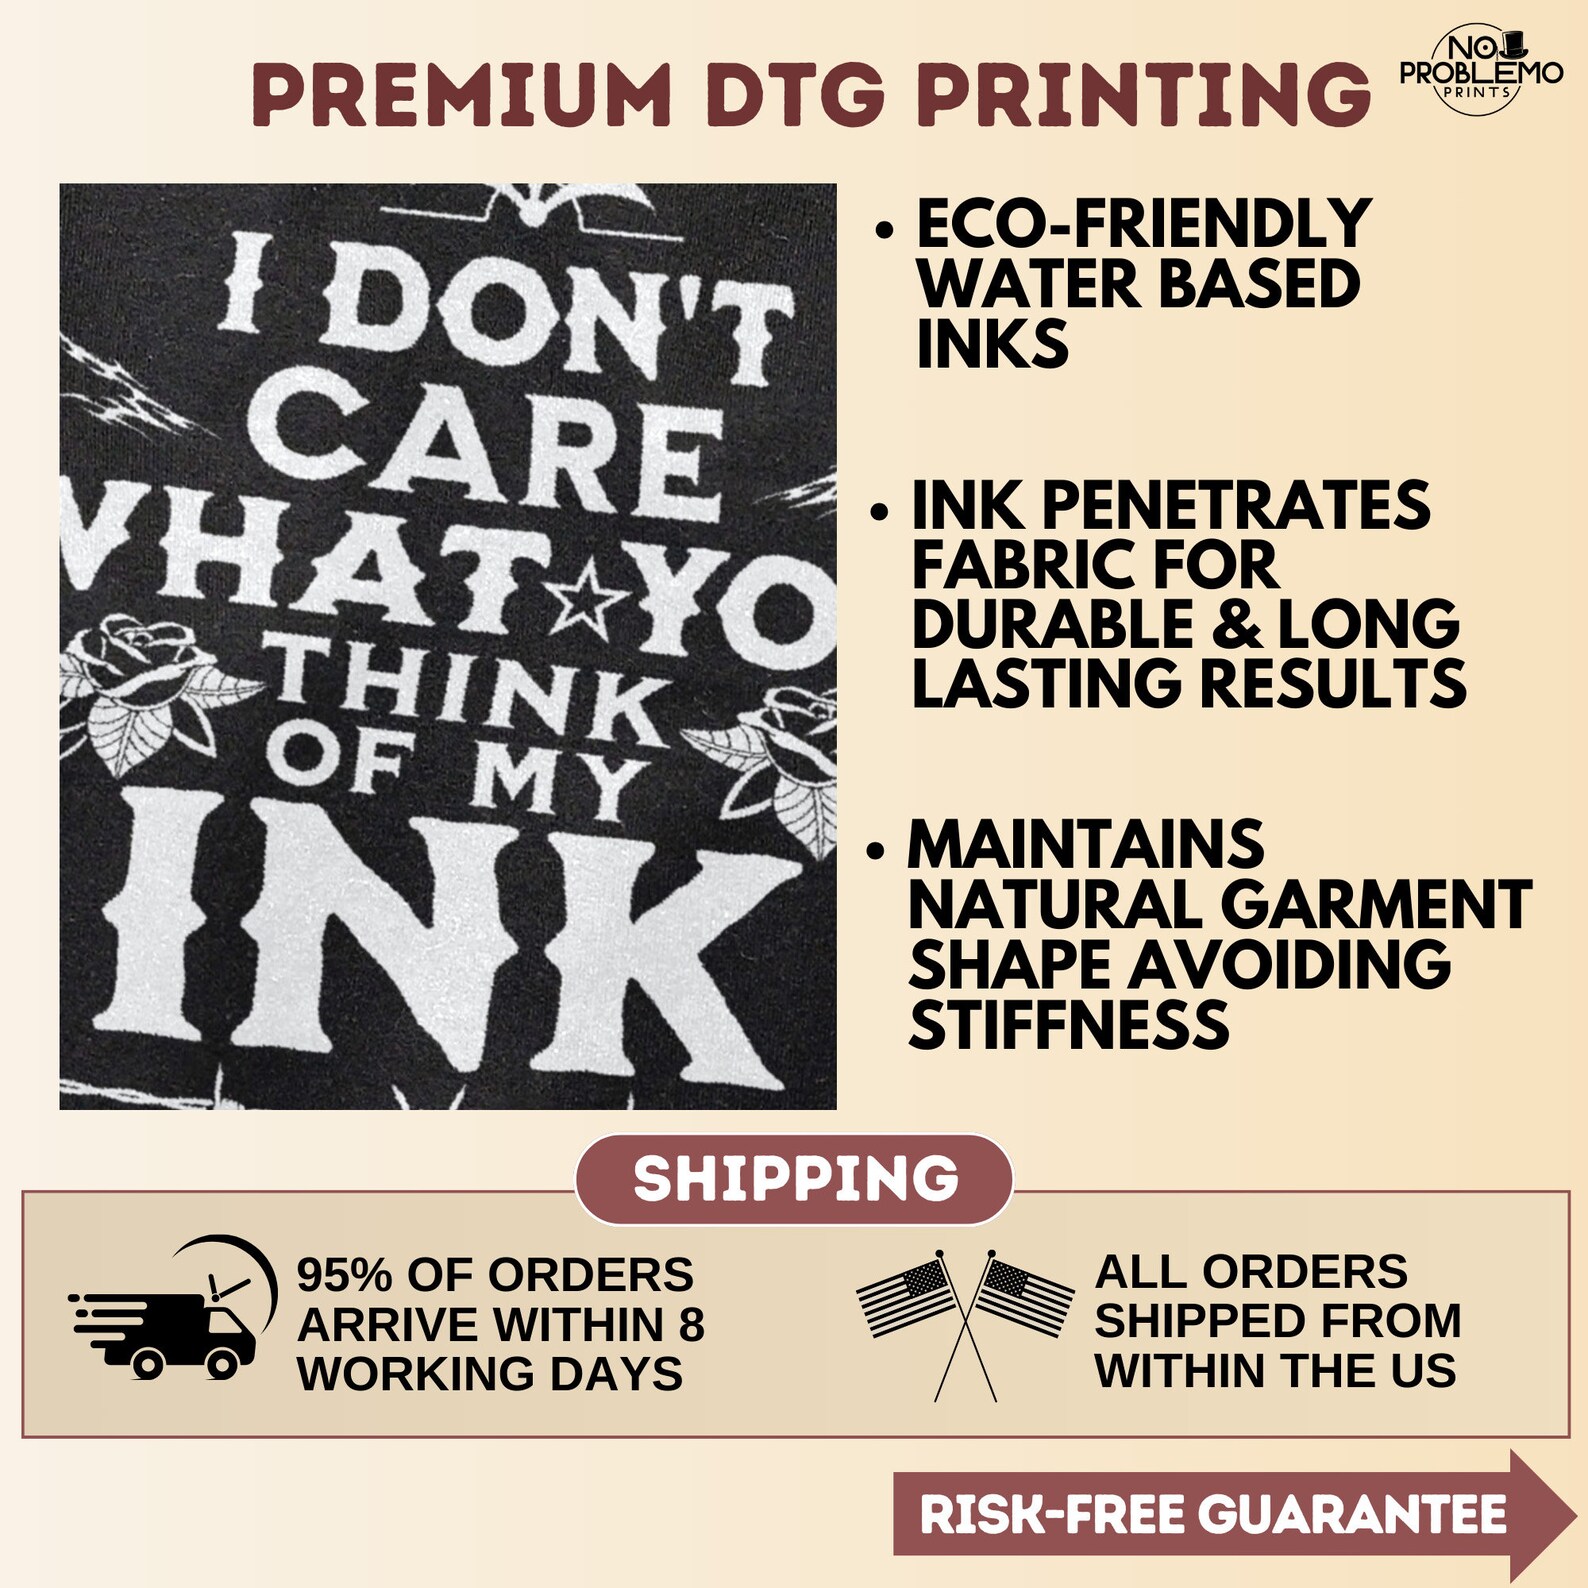 PREMIUM DTG PRINTING
NO
PROBLEMO
PRINTS
I DON'T
CARE
WHAT YO
THINK
OF MY
INK
• ECO-FRIENDLY
WATER BASED
INKS
• INK PENETRATES
FABRIC FOR
DURABLE & LONG
LASTING RESULTS
• MAINTAINS
NATURAL GARMENT
SHAPE AVOIDING
STIFFNESS
SHIPPING
95% OF ORDERS
ARRIVE WITHIN 8
WORKING DAYS
ALL ORDERS
SHIPPED FROM
WITHIN THE US
RISK-FREE GUARANTEE